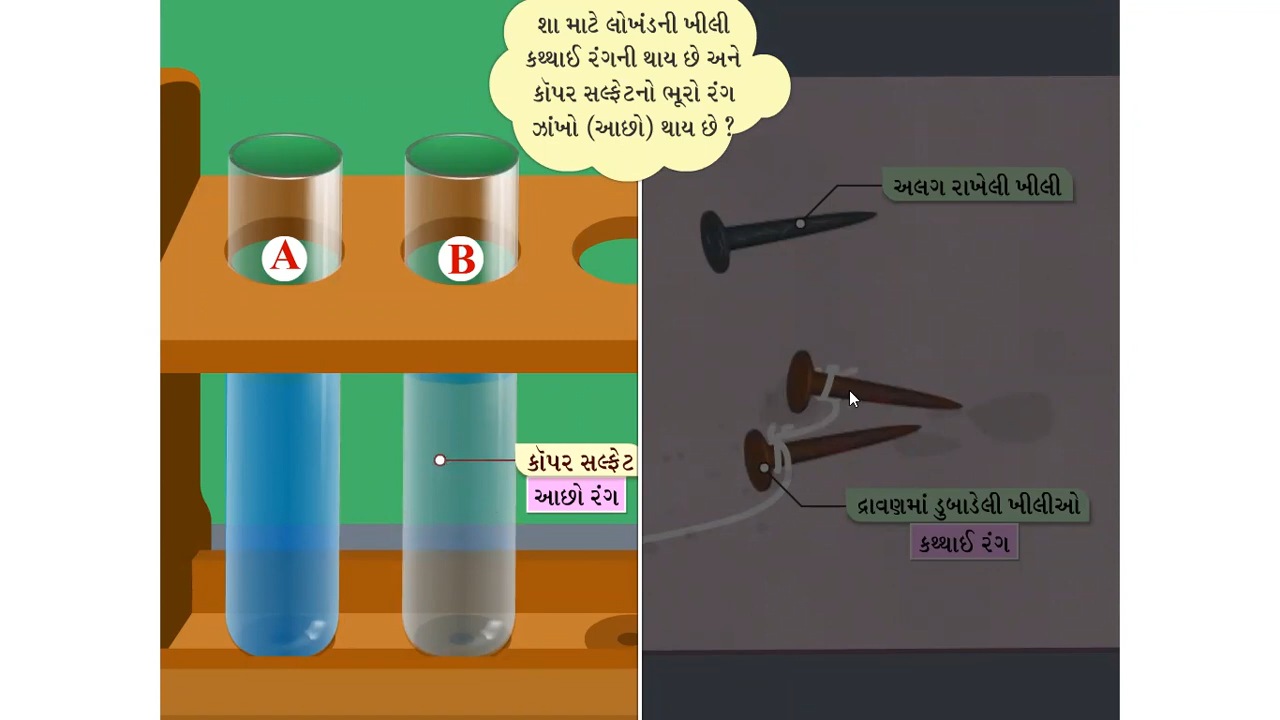 શા માટે લોખંડની ખીલી
કથ્થાઈ રંગની થાય છે અને
કૉપર સલ્ફેટનો ભૂરો રંગ
ઝાંખો (આછો) થાય છે ?
અલગ રાખેલી ખીલી
A
B
કૉપર સલ્ફેટ
આછો રંગ
દ્રાવણમાં ડુબાડેલી ખીલીઓ
કથ્થાઈ રંગ